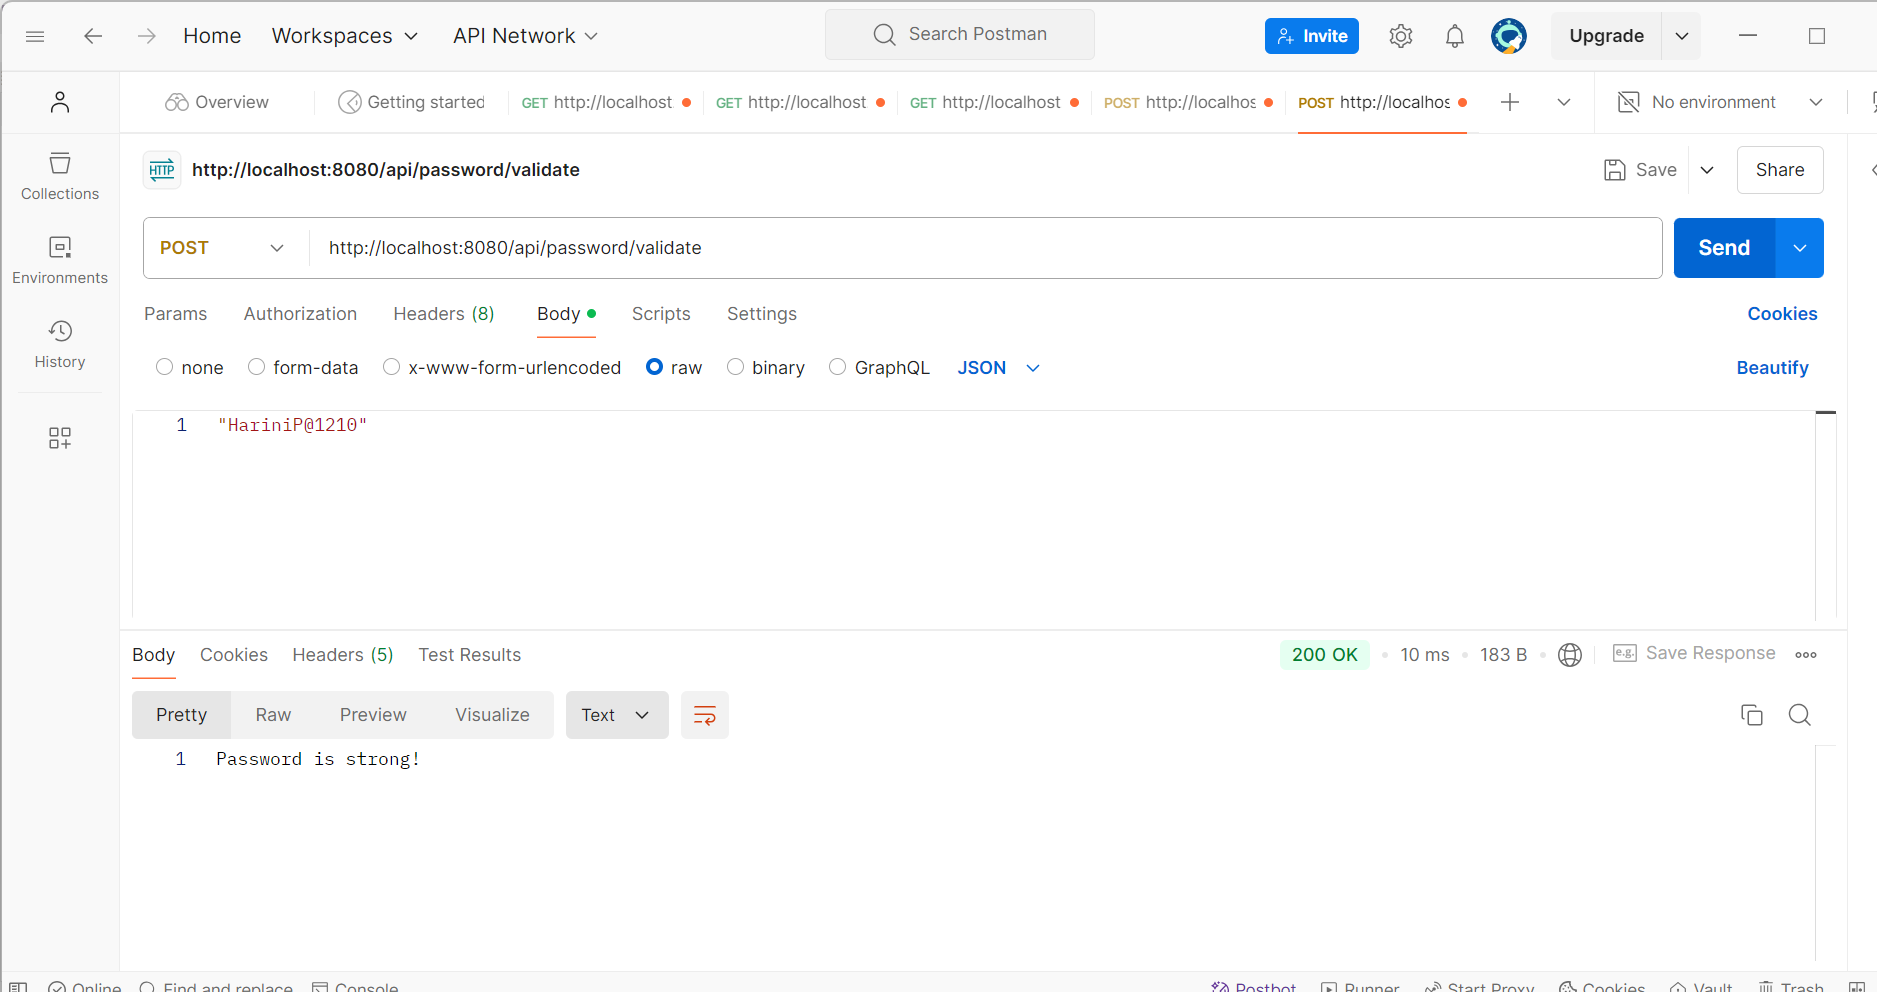 Home Workspaces API Network Search Postman Invite Upgrade
Overview Getting started GET http://localhost GET http://localhost GET http://localhost POST http://localhos POST http://localhos No environment
HTTP http://localhost:8080/api/password/validate Save Share
Collections
POST http://localhost:8080/api/password/validate Send
Environments
Params Authorization Headers (8) Body Scripts Settings Cookies
History
none form-data x-www-form-urlencoded raw binary GraphQL JSON Beautify
1 "HariniP@1210"
Body Cookies Headers (5) Test Results 200 OK 10 ms 183 B e.g. Save Response
Pretty Raw Preview Visualize Text
1 Password is strong!
Online Find and replace Console Postbot Runner Start Proxy Cookies Vault Trash